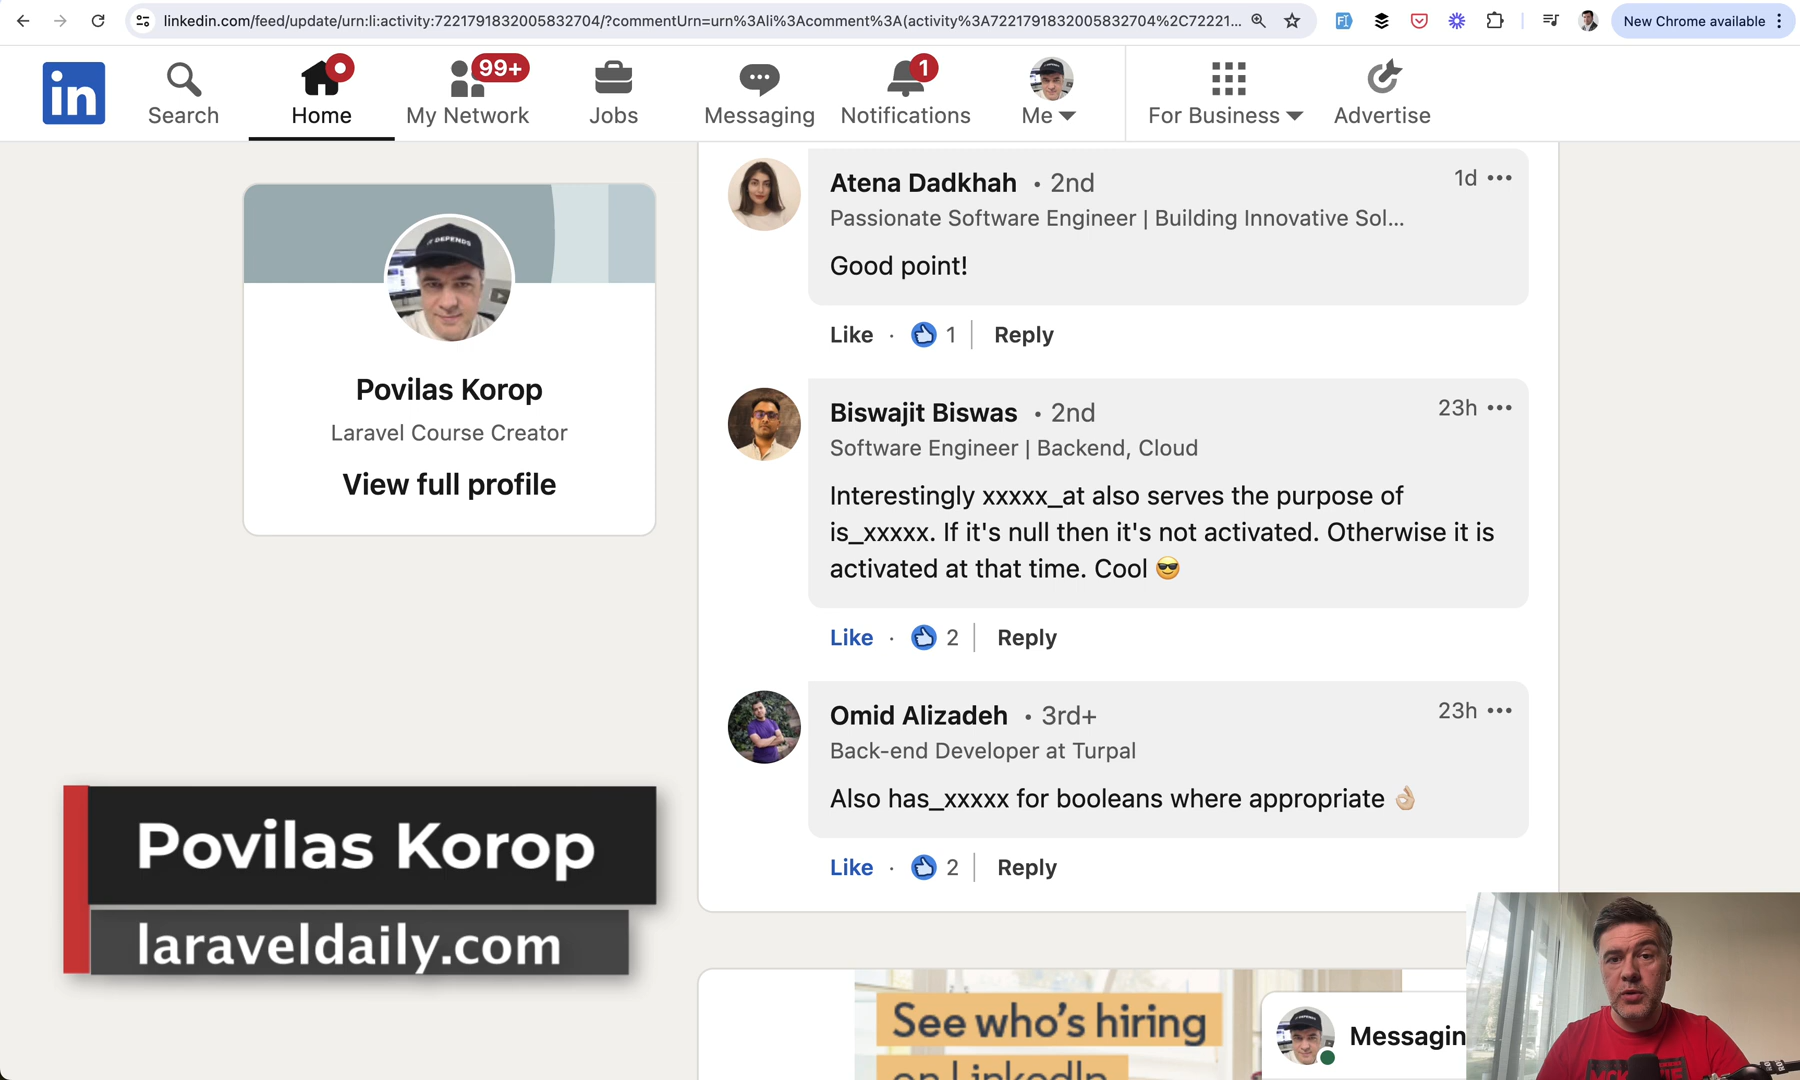 linkedin.com/feed/update/urn:li:activity:7221791832005832704/?commentUrn=urn%3Ali%3Acomment%3A(activity%3A7221791832005832704%2C72221...
New Chrome available
in
Search
Home
99+
My Network
Jobs
Messaging
1
Notifications
Me
For Business
Advertise
Atena Dadkhah • 2nd
1d
Passionate Software Engineer | Building Innovative Sol...
Good point!
Like · 1 | Reply
DEPENDS
Povilas Korop
Laravel Course Creator
View full profile
Biswajit Biswas • 2nd
23h
Software Engineer | Backend, Cloud
Interestingly xxxxx_at also serves the purpose of
is_xxxxx. If it's null then it's not activated. Otherwise it is
activated at that time. Cool 😎
Like · 2 | Reply
Omid Alizadeh • 3rd+
23h
Back-end Developer at Turpal
Also has_xxxxx for booleans where appropriate 👌🏼
Like · 2 | Reply
Povilas Korop
laraveldaily.com
See who's hiring
on LinkedIn
Messagin